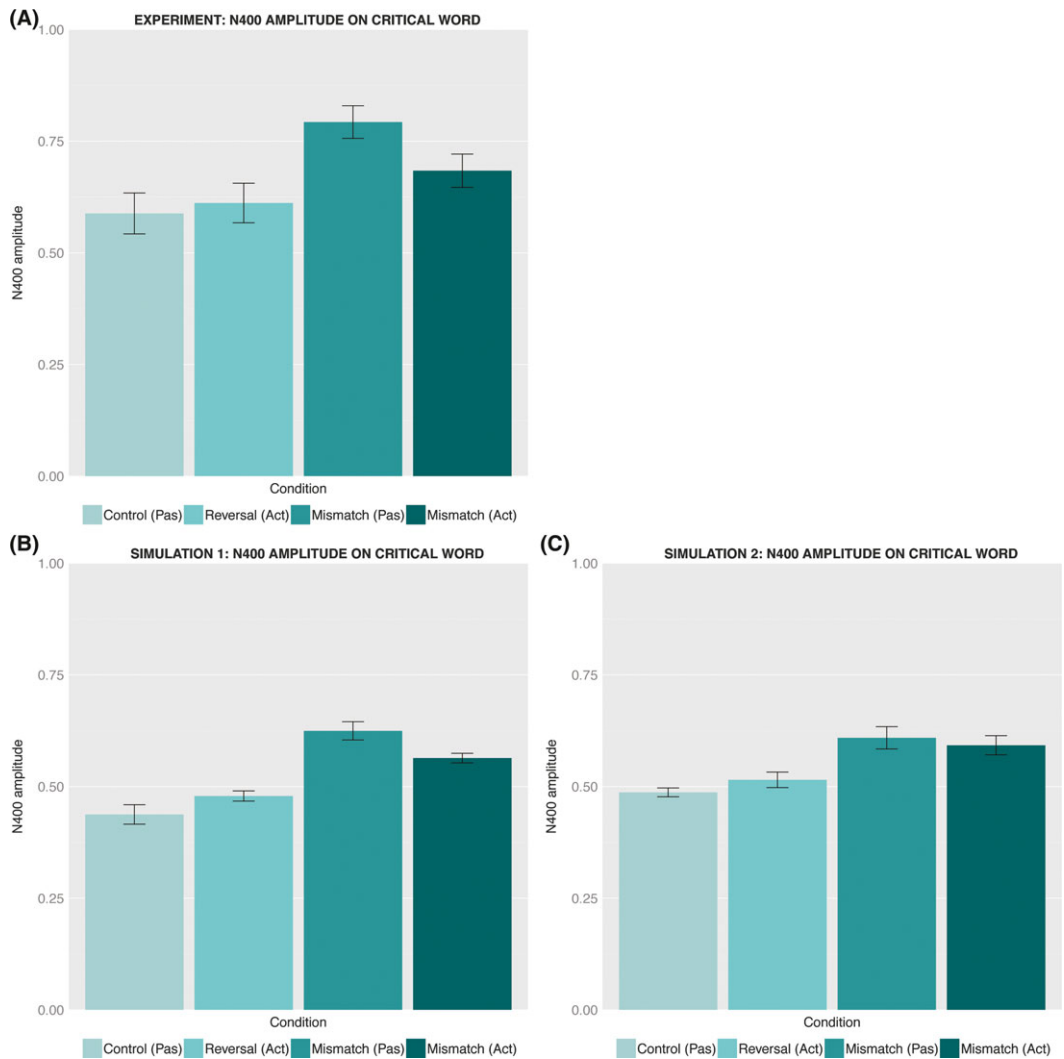 (A)
EXPERIMENT: N400 AMPLITUDE ON CRITICAL WORD
1.00
0.75
0.50
0.25
0.00
N400 amplitude
Condition
Control (Pas) Reversal (Act) Mismatch (Pas) Mismatch (Act)
(B)
SIMULATION 1: N400 AMPLITUDE ON CRITICAL WORD
1.00
0.75
0.50
0.25
0.00
N400 amplitude
Condition
Control (Pas) Reversal (Act) Mismatch (Pas) Mismatch (Act)
(C)
SIMULATION 2: N400 AMPLITUDE ON CRITICAL WORD
1.00
0.75
0.50
0.25
0.00
N400 amplitude
Condition
Control (Pas) Reversal (Act) Mismatch (Pas) Mismatch (Act)